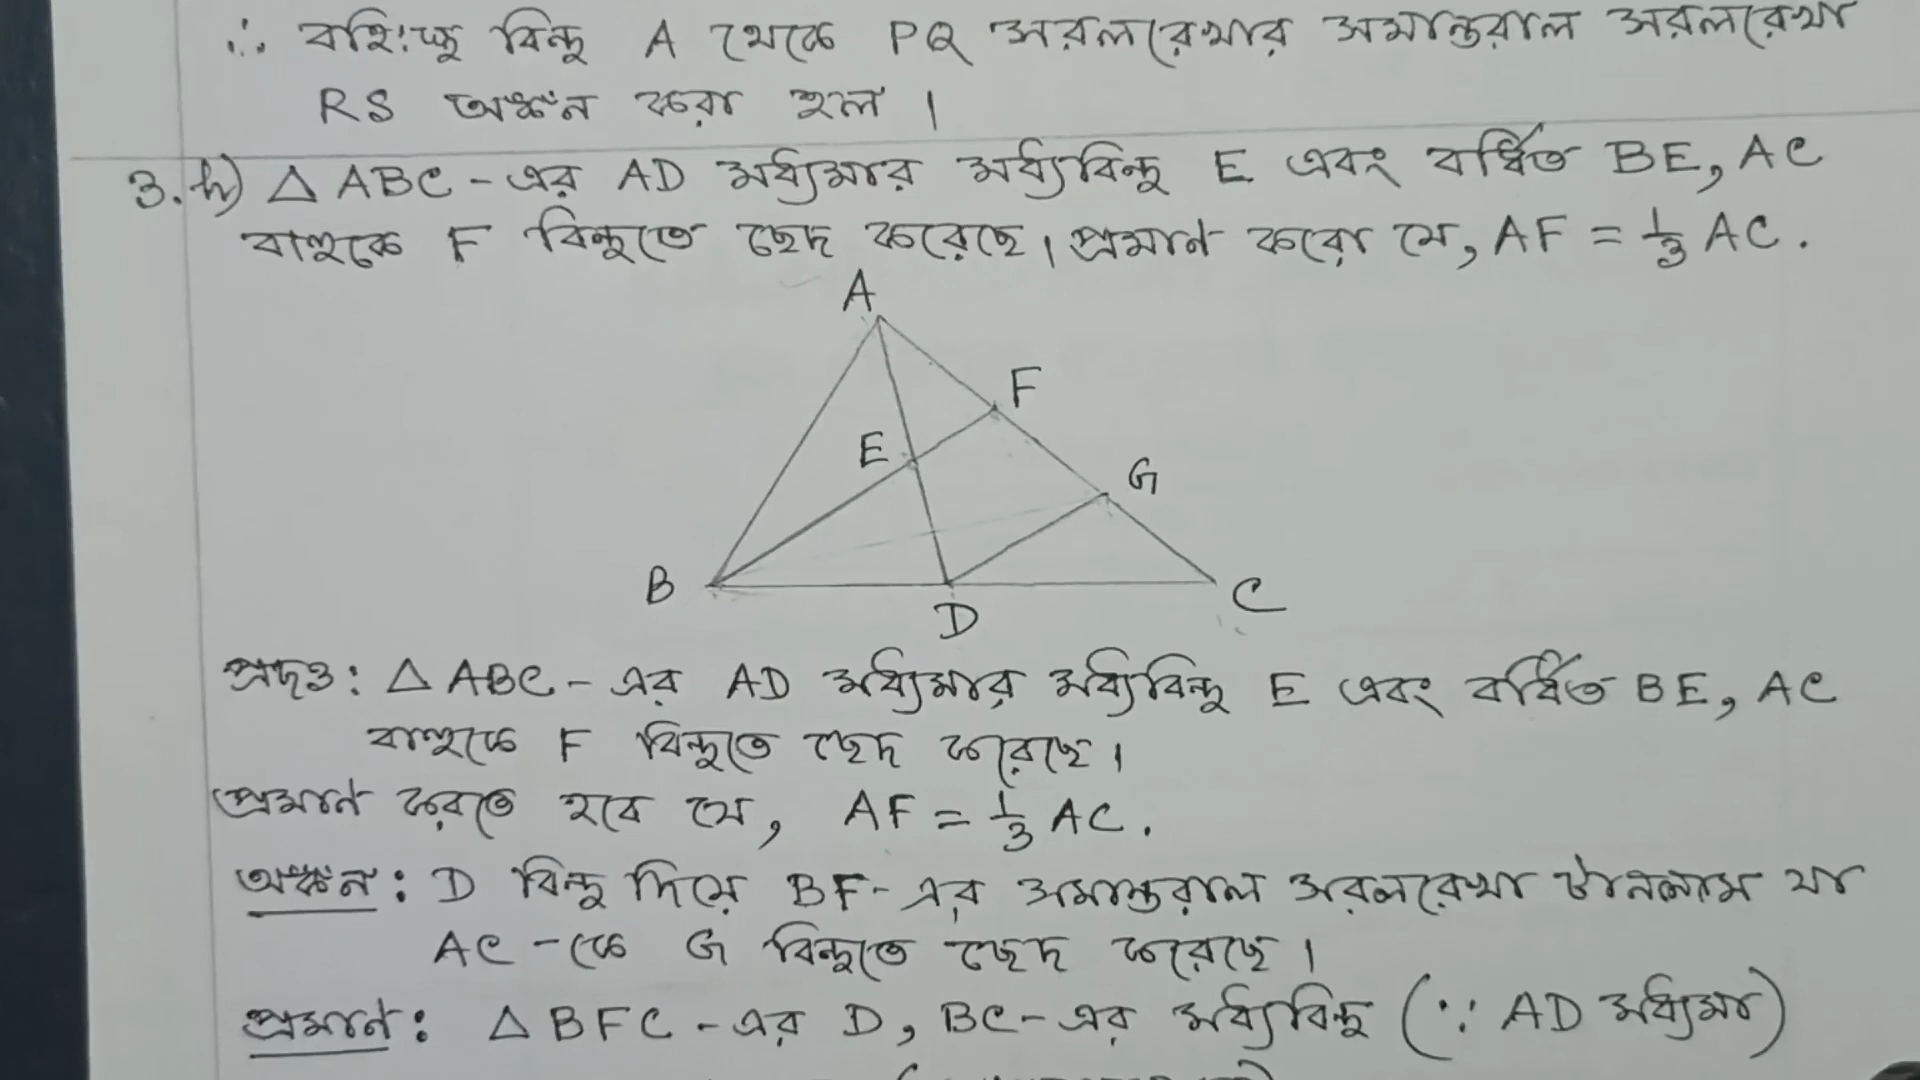 ∴ বহিঃস্থ বিন্দু A থেকে PQ সরলরেখার সমান্তরাল সরলরেখা
RS অঙ্কন করা হল ।
3. h) △ ABC - এর AD মধ্যমার মধ্যবিন্দু E এবং বর্ধিত BE, AC
বাহুকে F বিন্দুতে ছেদ করেছে। প্রমাণ করো যে, AF = 1/3 AC.
A
F
E
G
B
D
C
প্রদত্ত : △ ABC - এর AD মধ্যমার মধ্যবিন্দু E এবং বর্ধিত BE, AC
বাহুকে F বিন্দুতে ছেদ করেছে।
প্রমাণ করতে হবে যে, AF = 1/3 AC.
অঙ্কন : D বিন্দু দিয়ে BF - এর সমান্তরাল সরলরেখা টানলাম যা
AC - কে G বিন্দুতে ছেদ করেছে।
প্রমাণ : △ BFC - এর D, BC - এর মধ্যবিন্দু (∵ AD মধ্যমা)